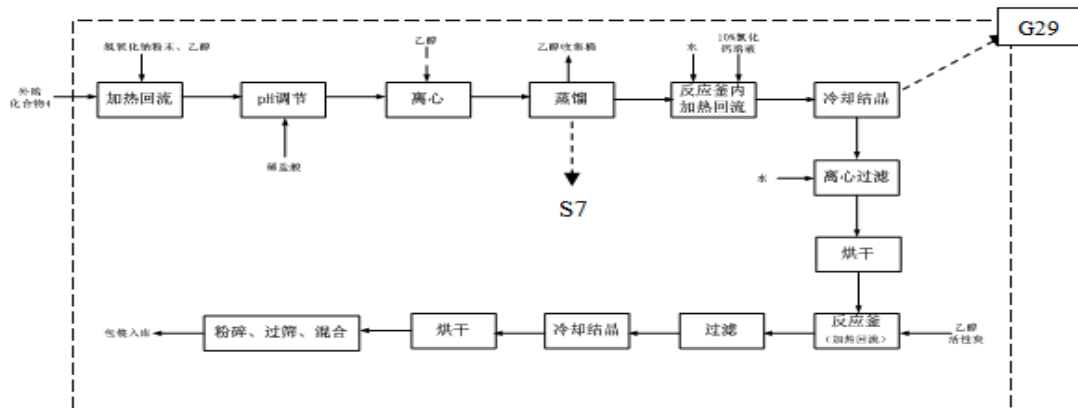 G29
氢氧化钠粉末、乙醇
乙醇
乙醇收集桶
水
10%氯化
钙溶液
外购
化合物4
加热回流
pH调节
离心
蒸馏
反应釜内
加热回流
冷却结晶
稀盐酸
S7
水
离心过滤
烘干
包装入库
粉碎、过筛、混合
烘干
冷却结晶
过滤
反应釜
（加热回流）
乙醇
活性炭